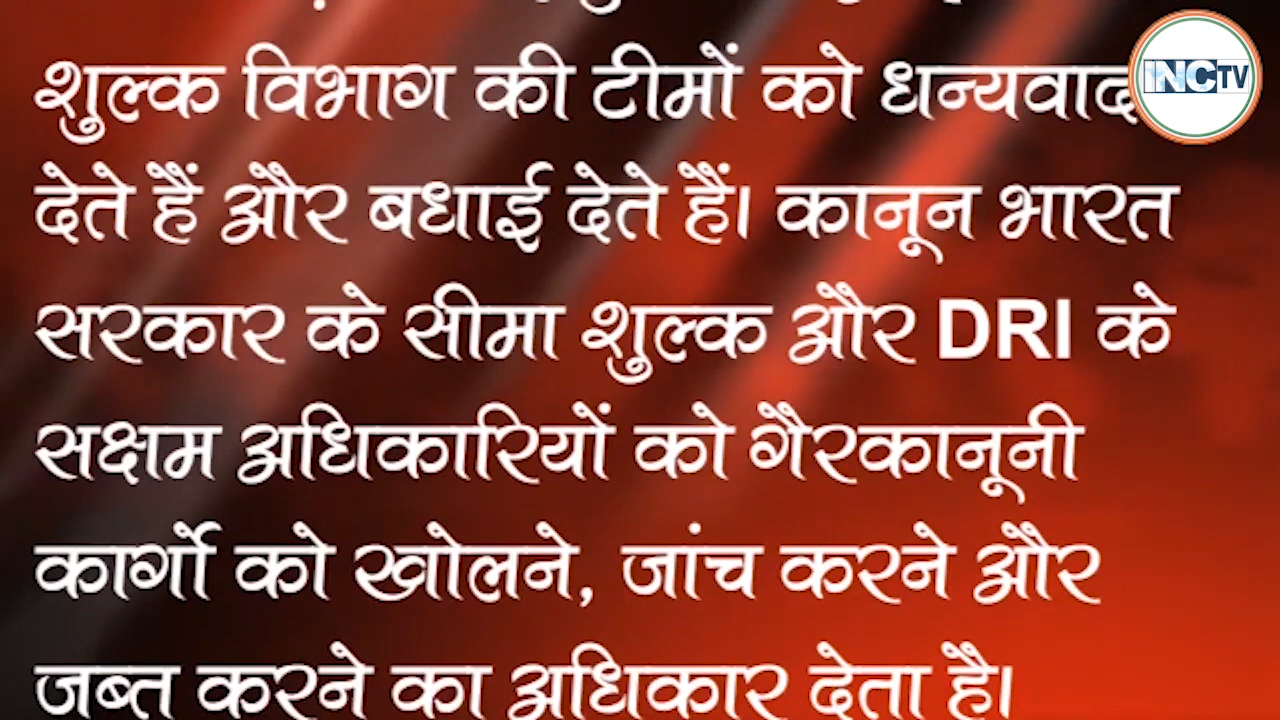 INCTV
शुल्क विभाग की टीमों को धन्यवाद
देते हैं और बधाई देते हैं। कानून भारत
सरकार के सीमा शुल्क और DRI के
सक्षम अधिकारियों को गैरकानूनी
कार्गो को खोलने, जांच करने और
जब्त करने का अधिकार देता है।